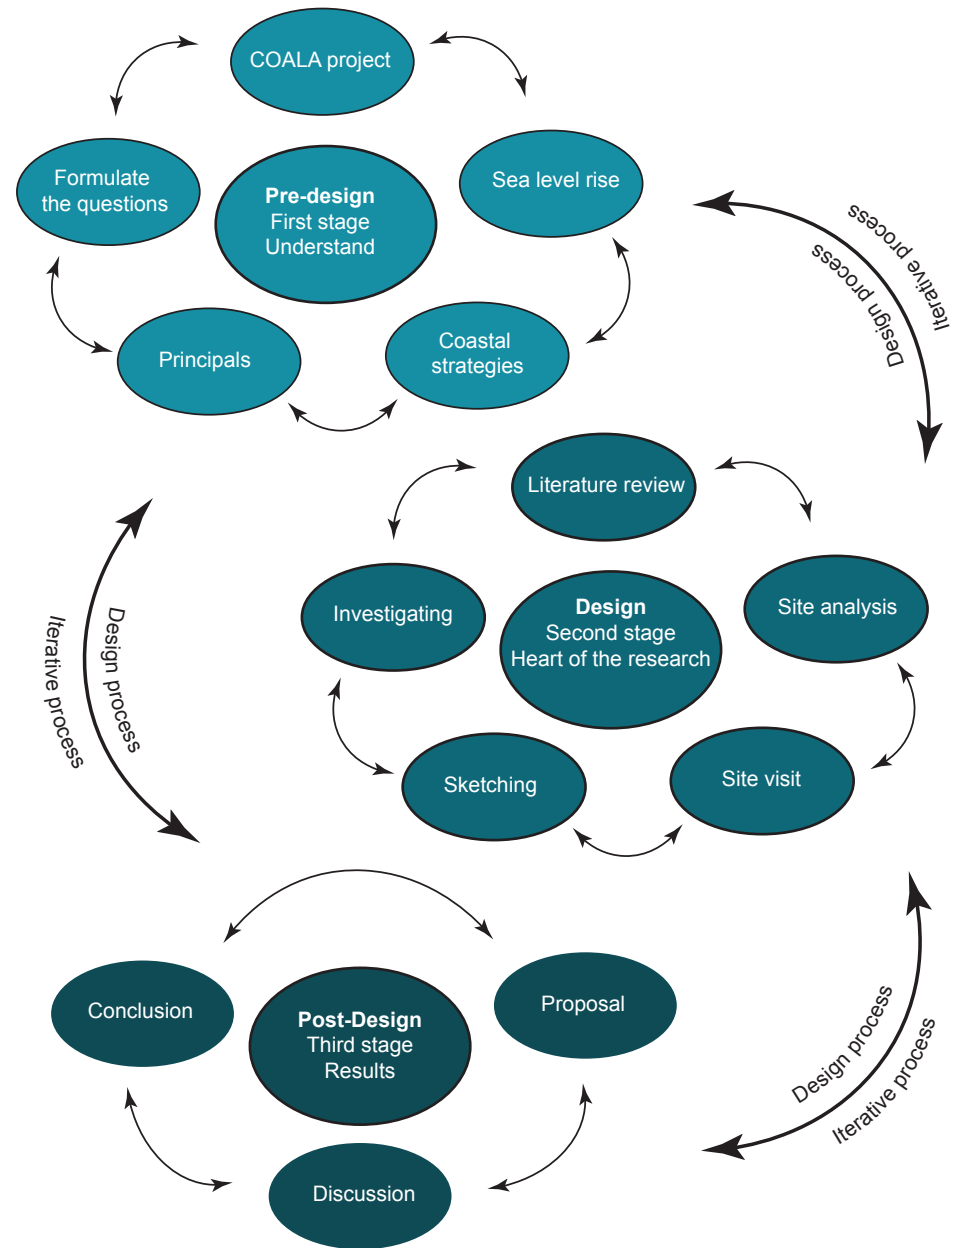 COALA project
Formulate
the questions
Pre-design
First stage
Understand
Sea level rise
Principals
Coastal
strategies
Iterative process
Design process
Literature review
Investigating
Design
Second stage
Heart of the research
Site analysis
Sketching
Site visit
Design process
Iterative process
Conclusion
Post-Design
Third stage
Results
Proposal
Discussion
Design process
Iterative process